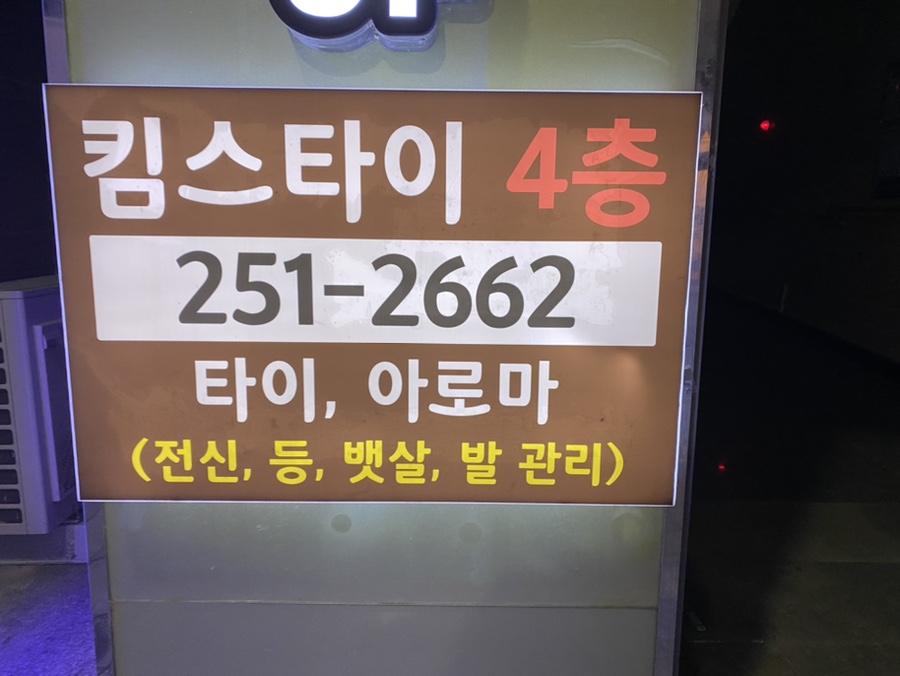 킴스타이 4층
251-2662
타이, 아로마
(전신, 등, 뱃살, 발 관리)